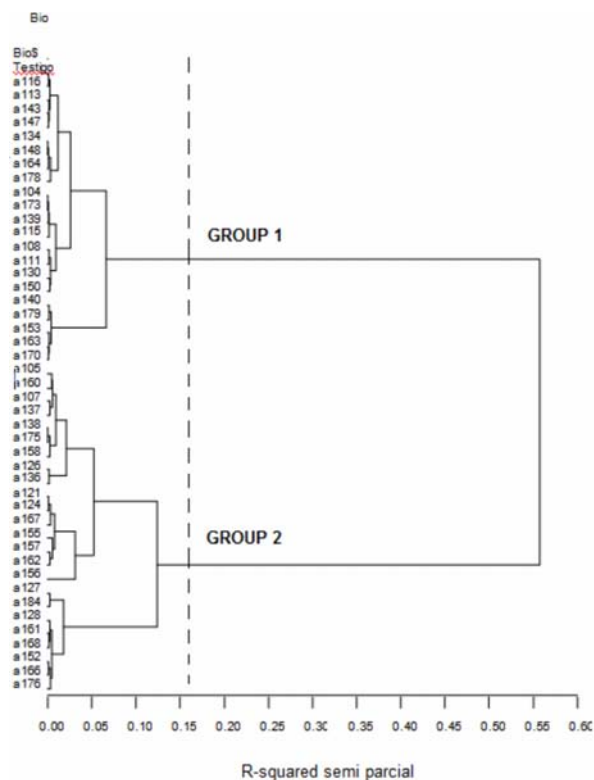 Bio
Bio$
Testigo
a116
a113
a143
a147
a134
a148
a164
a178
a104
a173
a139
a115
a108
a111
a130
a150
a140
a179
a153
a163
a170
a105
a160
a107
a137
a138
a175
a158
a126
a136
a121
a124
a167
a155
a157
a162
a156
a127
a184
a128
a161
a168
a152
a166
a176
GROUP 1
GROUP 2
0.00 0.05 0.10 0.15 0.20 0.25 0.30 0.35 0.40 0.45 0.50 0.55 0.60
R-squared semi parcial